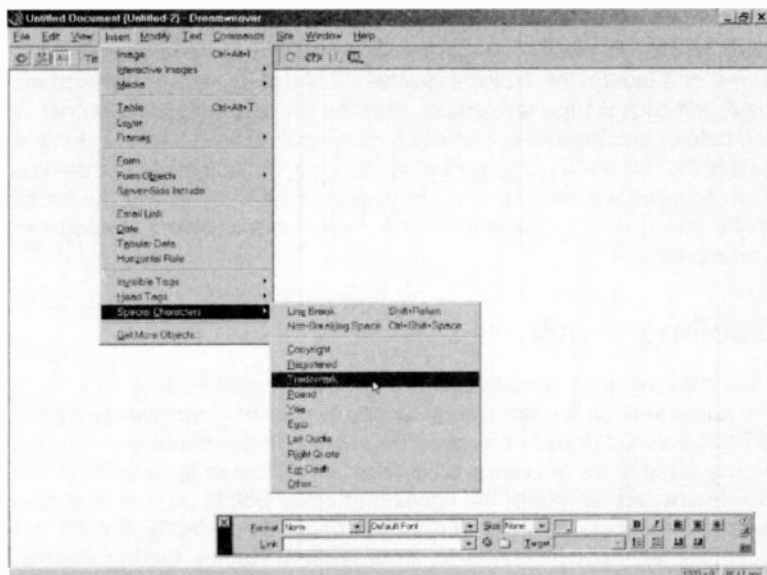 Untitled Document (Untitled-2) - Dreamweaver
File Edit View Insert Modify Text Commands Site Window Help
Image Ctrl+Alt+I
Interactive Images
Media
Table Ctrl+Alt+T
Layer
Frames
Form
Form Objects
Server-Side Include
Email Link
Date
Tabular Data
Horizontal Rule
Invisible Tags
Head Tags
Special Characters
Get More Objects...
Line Break Shift+Return
Non-Breaking Space Ctrl+Shift+Space
Copyright
Registered
Trademark
Pound
Yen
Euro
Left Quote
Right Quote
Em-Dash
Other...
Format None Default Font Size None B I
Link Target